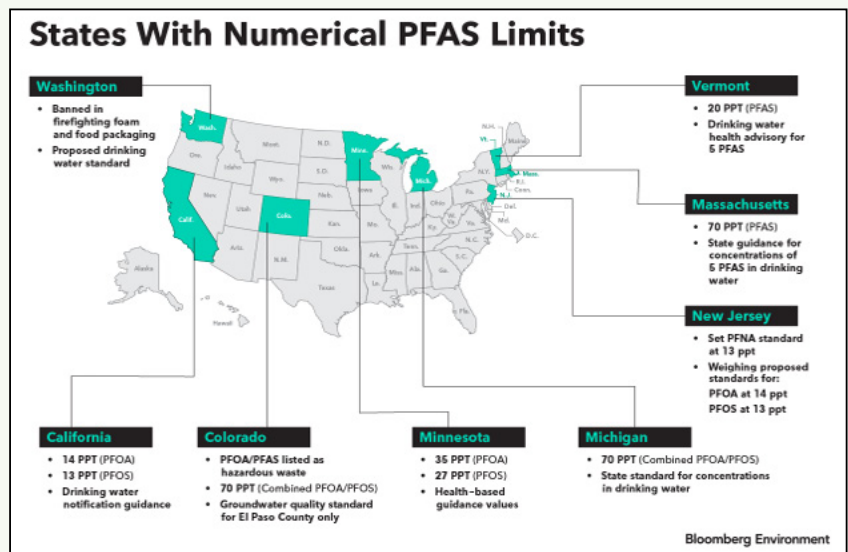 States With Numerical PFAS Limits
Washington
• Banned in
firefighting foam
and food packaging
• Proposed drinking
water standard
Vermont
• 20 PPT (PFAS)
• Drinking water
health advisory for
5 PFAS
Massachusetts
• 70 PPT (PFAS)
• State guidance for
concentrations of
5 PFAS in drinking
water
New Jersey
• Set PFNA standard
at 13 ppt
• Weighing proposed
standards for:
PFOA at 14 ppt
PFOS at 13 ppt
California
• 14 PPT (PFOA)
• 13 PPT (PFOS)
• Drinking water
notification guidance
Colorado
• PFOA/PFAS listed as
hazardous waste
• 70 PPT (Combined PFOA/PFOS)
• Groundwater quality standard
for El Paso County only
Minnesota
• 35 PPT (PFOA)
• 27 PPT (PFOS)
• Health-based
guidance values
Michigan
• 70 PPT (Combined PFOA/PFOS)
• State standard for concentrations
in drinking water
Wash.
Ore.
Calif.
Nev.
Idaho
Mont.
Wyo.
Utah
Ariz.
Colo.
N.M.
N.D.
S.D.
Neb.
Kan.
Okla.
Texas
Minn.
Iowa
Mo.
Ark.
La.
Wis.
Ill.
Mich.
Ind.
Ohio
Ky.
Tenn.
Miss.
Ala.
Ga.
Fla.
S.C.
N.C.
Va.
W.
Va.
Pa.
N.Y.
Vt.
N.H.
Maine
Mass.
R.I.
Conn.
N.J.
Del.
Md.
D.C.
Alaska
Hawaii
Bloomberg Environment